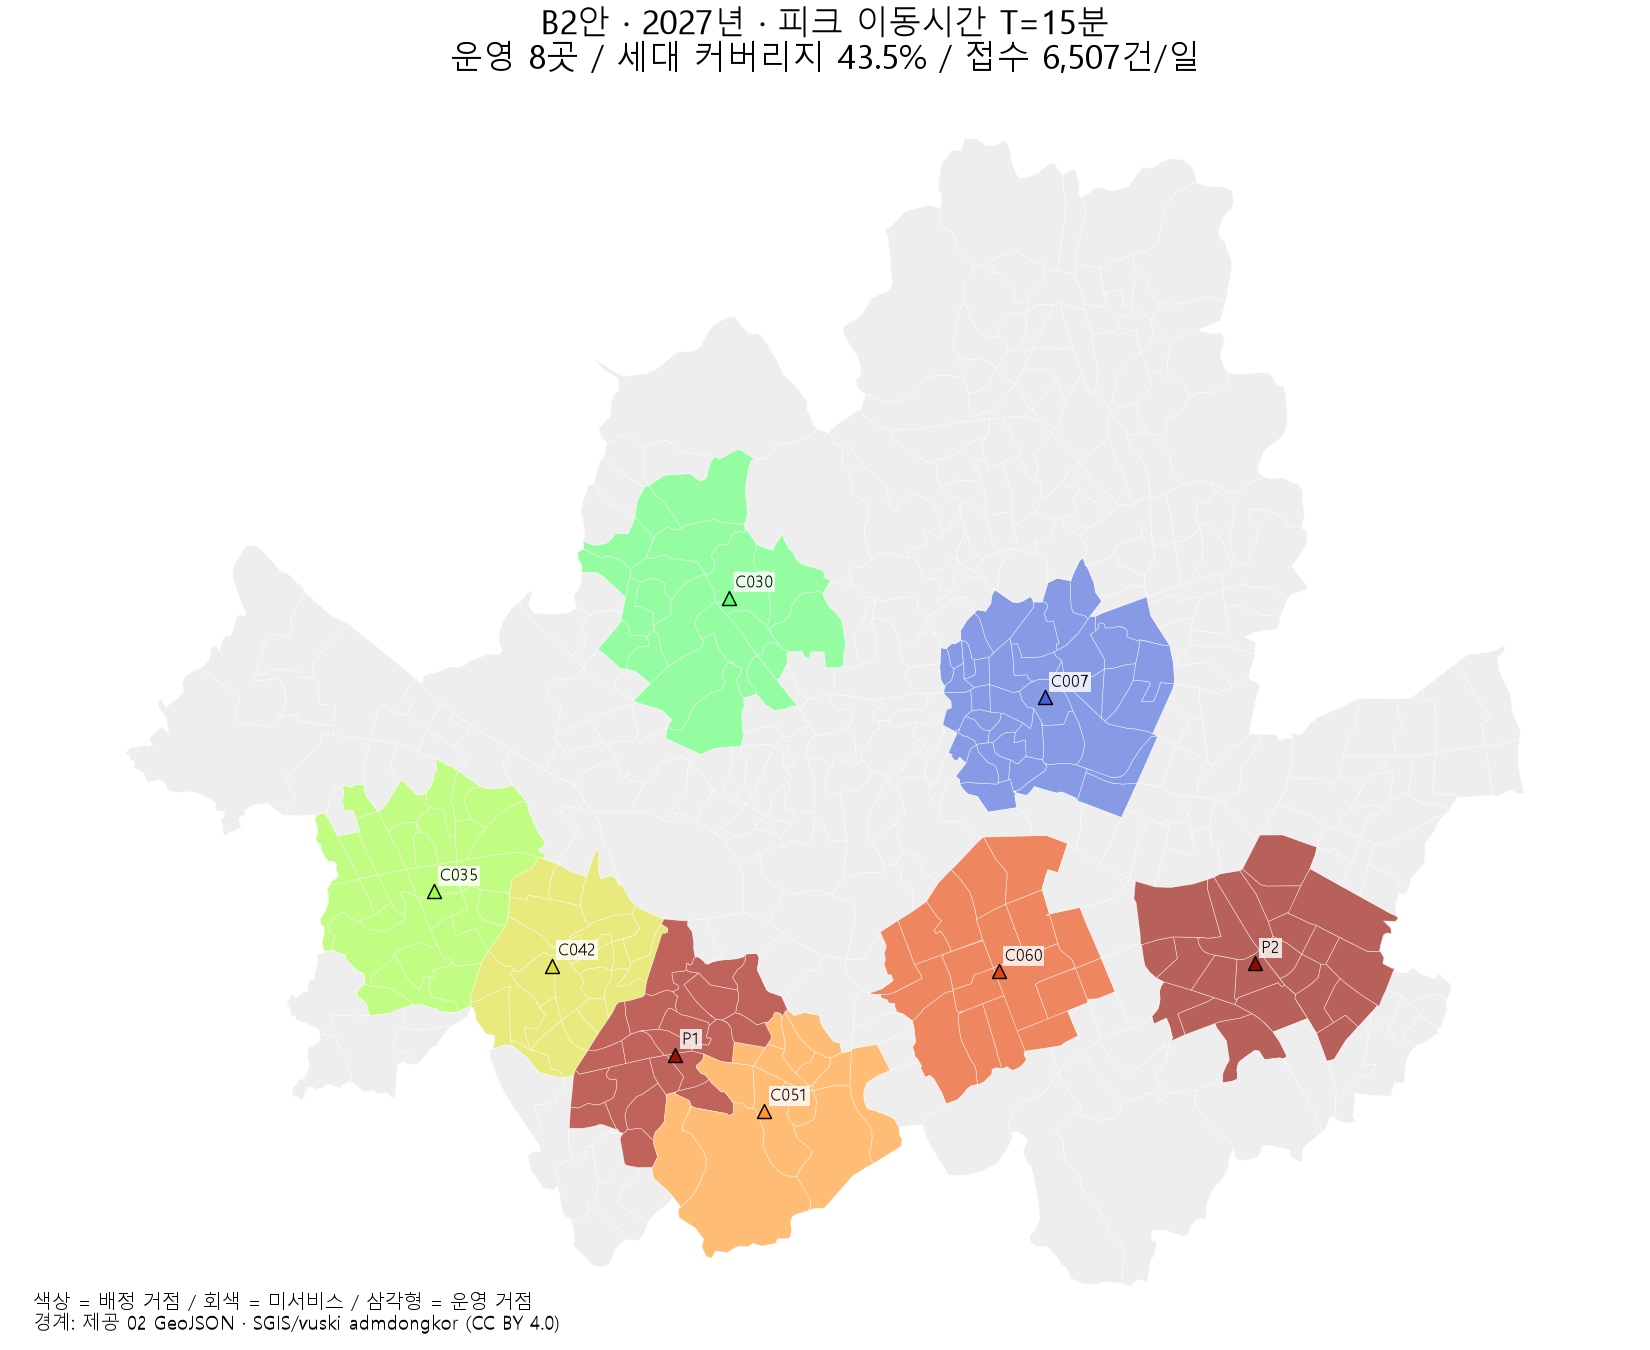 B2안 · 2027년 · 피크 이동시간 T=15분
운영 8곳 / 세대 커버리지 43.5% / 접수 6,507건/일
C030
C007
C035
C042
P2
C060
P1
C051
색상 = 배정 거점 / 회색 = 미서비스 / 삼각형 = 운영 거점
경계: 제공 02 GeoJSON · SGIS/vuski admdongkor (CC BY 4.0)